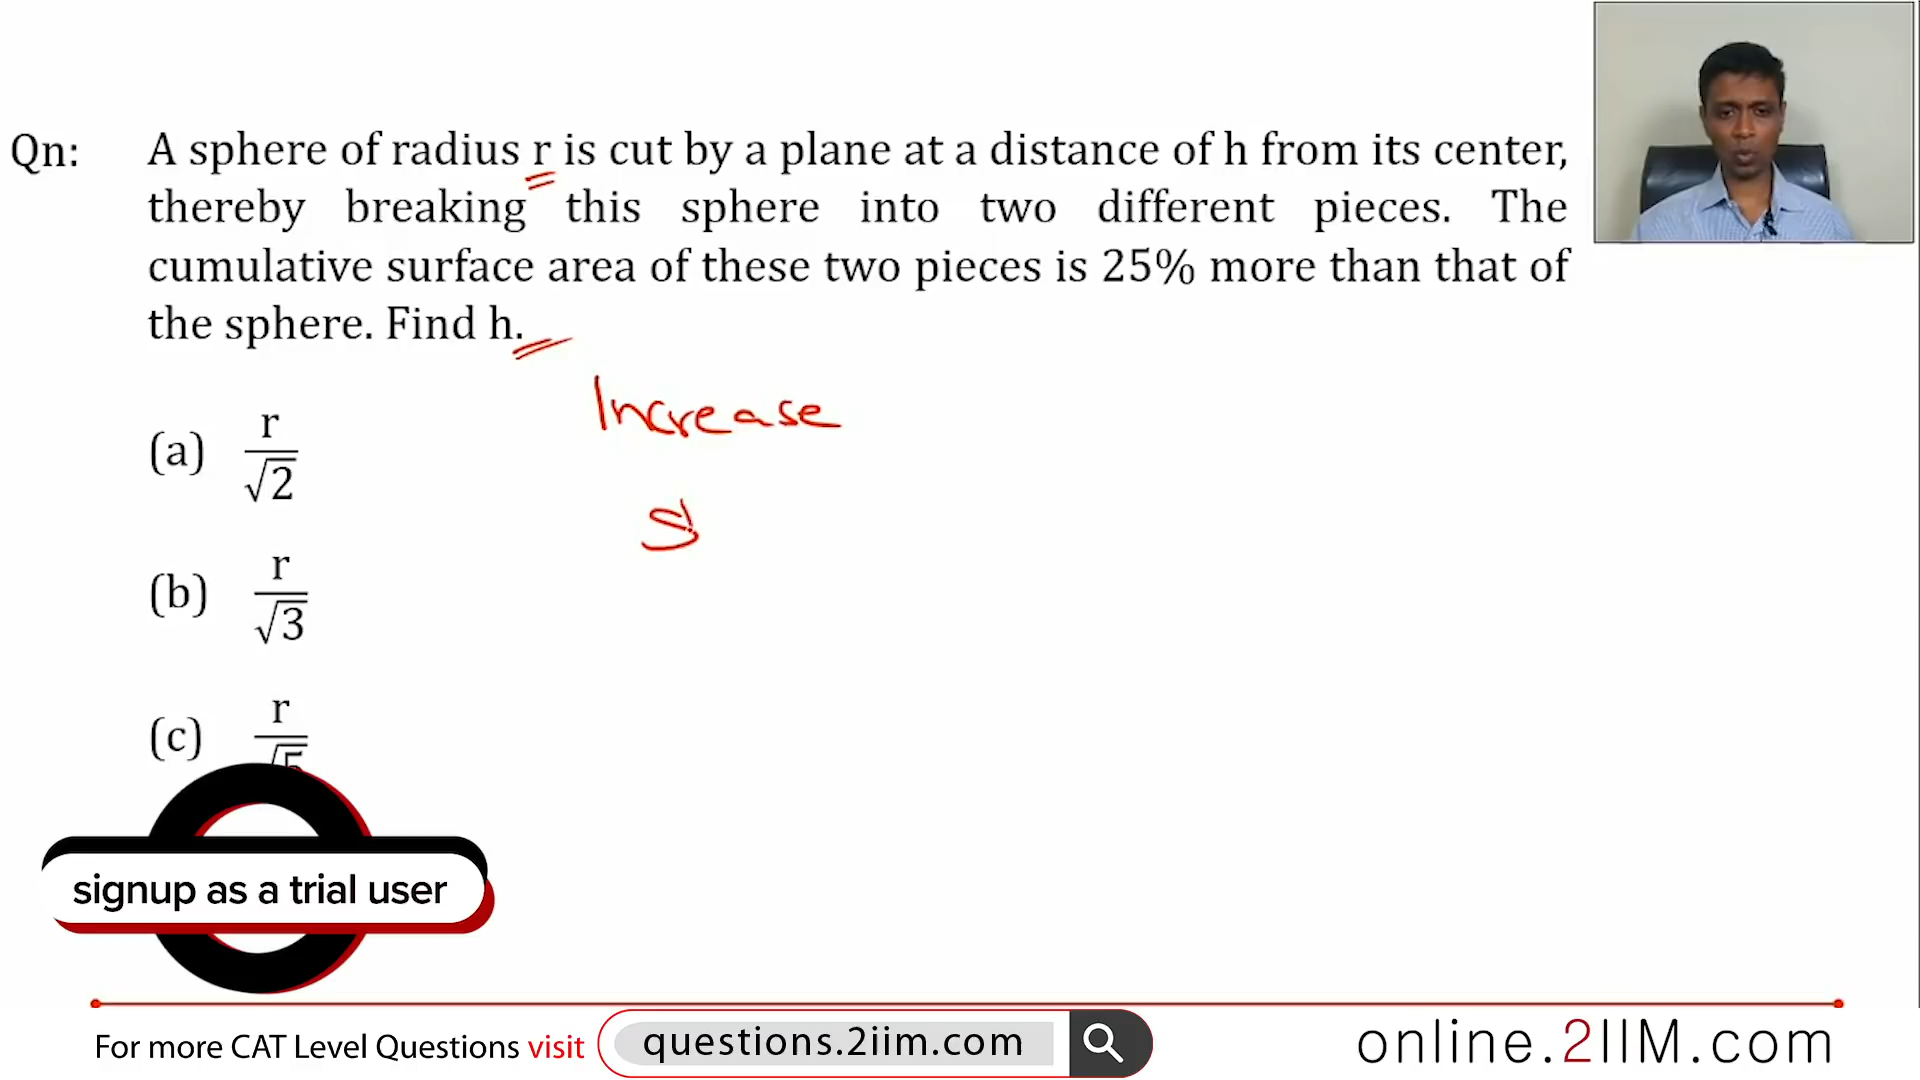 Qn: A sphere of radius r is cut by a plane at a distance of h from its center,
thereby breaking this sphere into two different pieces. The
cumulative surface area of these two pieces is 25% more than that of
the sphere. Find h.
Increase
S
(a) r/√2
(b) r/√3
(c) r/√5
signup as a trial user
For more CAT Level Questions visit questions.2iim.com
online.2IIM.com